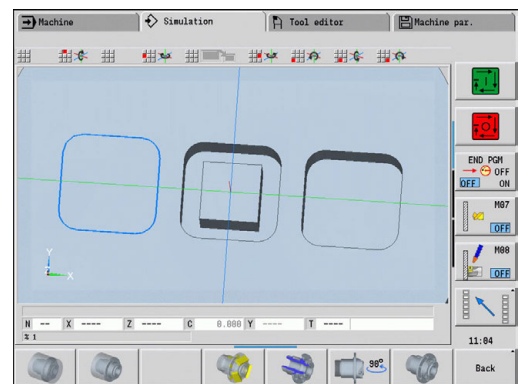 Machine
Simulation
Tool editor
Machine par.
END PGM
OFF
OFF ON
M07
OFF
M08
OFF
Y
Z X
N -- X ---- Z ---- C 0.000 Y ---- T ----
% 1
11:04
90°
Back